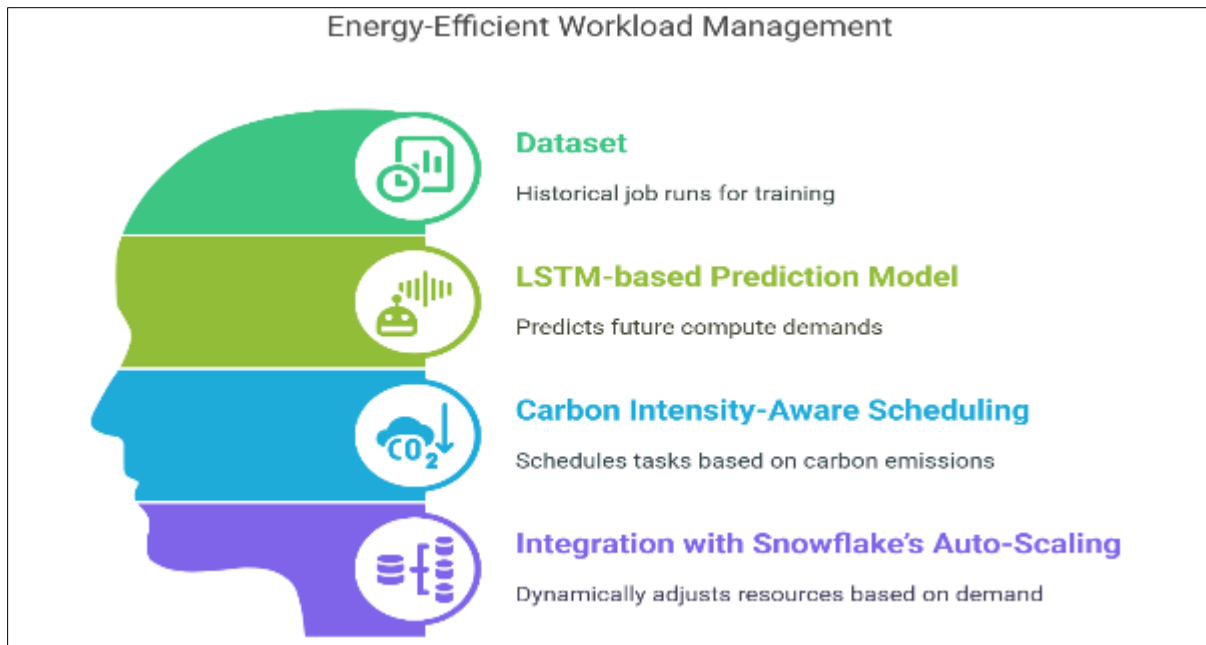 Energy-Efficient Workload Management
Dataset
Historical job runs for training
LSTM-based Prediction Model
Predicts future compute demands
CO2
Carbon Intensity-Aware Scheduling
Schedules tasks based on carbon emissions
Integration with Snowflake’s Auto-Scaling
Dynamically adjusts resources based on demand